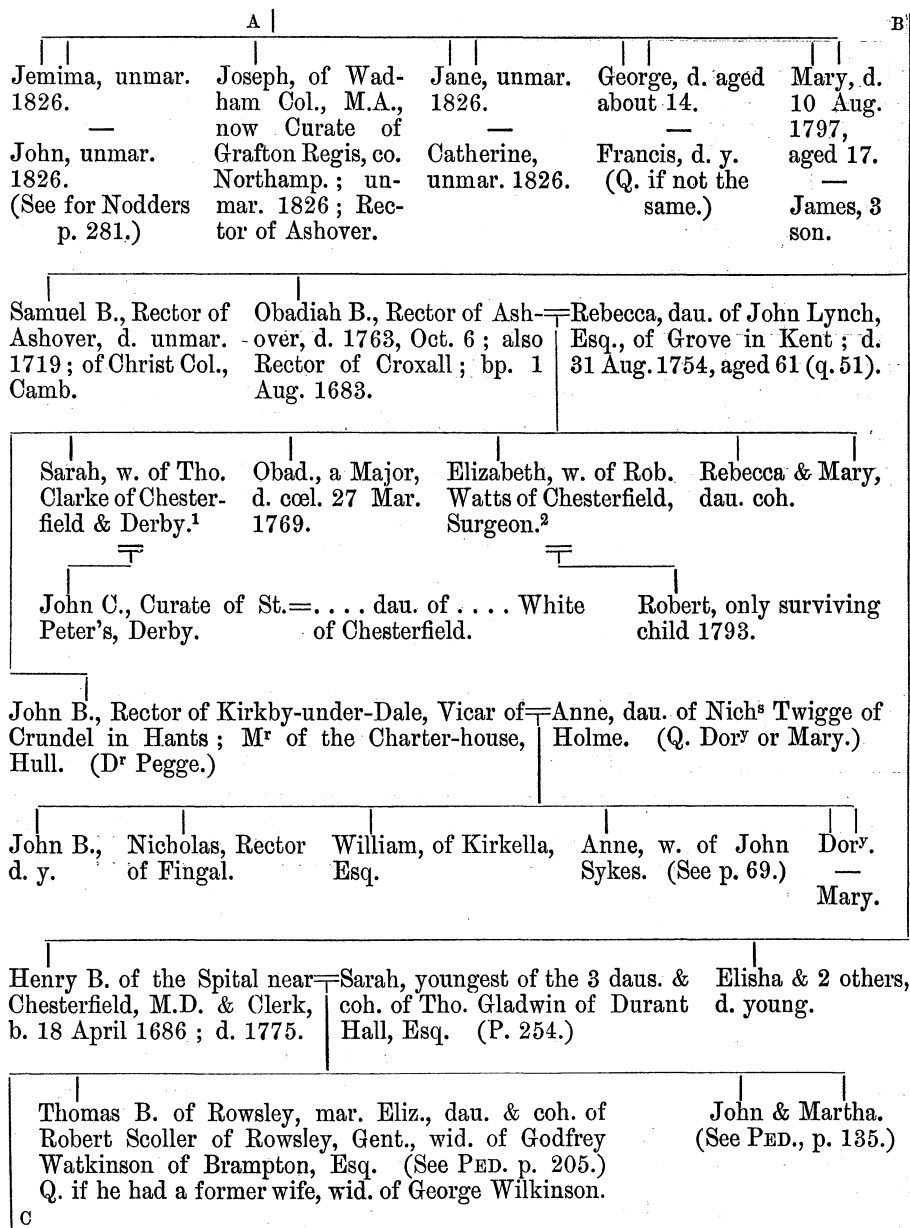 A B
Jemima, unmar.
1826.
—
John, unmar.
1826.
(See for Nodders
p. 281.)
Joseph, of Wad-
ham Col., M.A.,
now Curate of
Grafton Regis, co.
Northamp.; un-
mar. 1826; Rec-
tor of Ashover.
Jane, unmar.
1826.
—
Catherine,
unmar. 1826.
George, d. aged
about 14.
—
Francis, d. y.
(Q. if not the
same.)
Mary, d.
10 Aug.
1797,
aged 17.
—
James, 3
son.
Samuel B., Rector of
Ashover, d. unmar.
1719; of Christ Col.,
Camb.
Obadiah B., Rector of Ash-
over, d. 1763, Oct. 6; also
Rector of Croxall; bp. 1
Aug. 1683.
Rebecca, dau. of John Lynch,
Esq., of Grove in Kent; d.
31 Aug. 1754, aged 61 (q. 51).
Sarah, w. of Tho.
Clarke of Chester-
field & Derby.¹
Obad., a Major,
d. cœl. 27 Mar.
1769.
Elizabeth, w. of Rob.
Watts of Chesterfield,
Surgeon.²
Rebecca & Mary,
dau. coh.
John C., Curate of St.
Peter's, Derby.
=.... dau. of .... White
of Chesterfield.
Robert, only surviving
child 1793.
John B., Rector of Kirkby-under-Dale, Vicar of
Crundel in Hants; Mʳ of the Charter-house,
Hull. (Dʳ Pegge.)
Anne, dau. of Nichˢ Twigge of
Holme. (Q. Dorʸ or Mary.)
John B.,
d. y.
Nicholas, Rector
of Fingal.
William, of Kirkella,
Esq.
Anne, w. of John
Sykes. (See p. 69.)
Dorʸ.
—
Mary.
Henry B. of the Spital near
Chesterfield, M.D. & Clerk,
b. 18 April 1686; d. 1775.
Sarah, youngest of the 3 daus. &
coh. of Tho. Gladwin of Durant
Hall, Esq. (P. 254.)
Elisha & 2 others,
d. young.
Thomas B. of Rowsley, mar. Eliz., dau. & coh. of
Robert Scoller of Rowsley, Gent., wid. of Godfrey
Watkinson of Brampton, Esq. (See PED. p. 205.)
Q. if he had a former wife, wid. of George Wilkinson.
John & Martha.
(See PED., p. 135.)
C